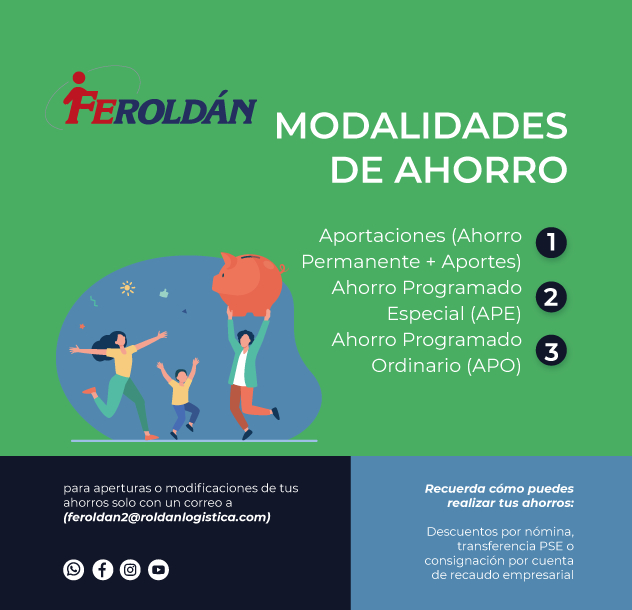 FEROLDÁN
MODALIDADES
DE AHORRO
Aportaciones (Ahorro
Permanente + Aportes)
1
Ahorro Programado
Especial (APE)
2
Ahorro Programado
Ordinario (APO)
3
para aperturas o modificaciones de tus
ahorros solo con un correo a
(feroldan2@roldanlogistica.com)
Recuerda cómo puedes
realizar tus ahorros:
Descuentos por nómina,
transferencia PSE o
consignación por cuenta
de recaudo empresarial